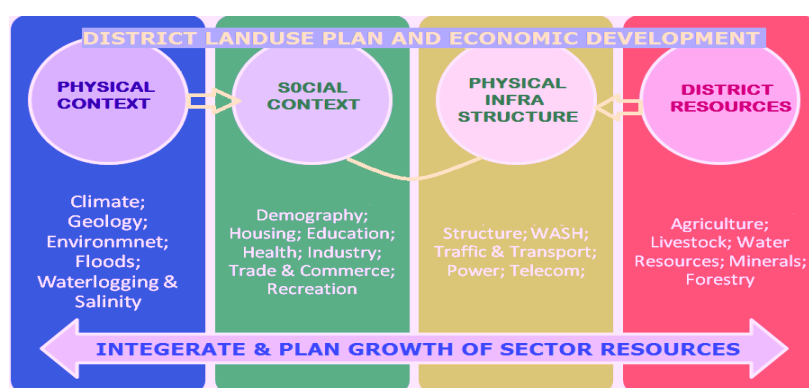 DISTRICT LANDUSE PLAN AND ECONOMIC DEVELOPMENT
PHYSICAL
CONTEXT
S0CIAL
CONTEXT
PHYSICAL
INFRA
STRUCTURE
DISTRICT
RESOURCES
Climate;
Geology;
Environmnet;
Floods;
Waterlogging &
Salinity
Demography;
Housing; Education;
Health; Industry;
Trade & Commerce;
Recreation
Structure; WASH;
Traffic & Transport;
Power; Telecom;
Agriculture;
Livestock; Water
Resources; Minerals;
Forestry
INTEGERATE & PLAN GROWTH OF SECTOR RESOURCES